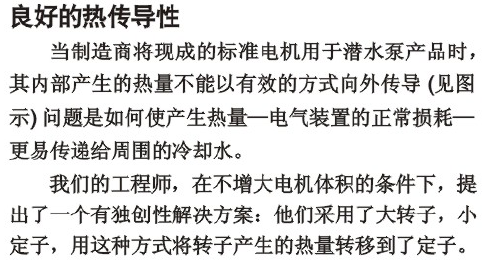 良好的热传导性
当制造商将现成的标准电机用于潜水泵产品时，
其内部产生的热量不能以有效的方式向外传导 (见图
示) 问题是如何使产生热量—电气装置的正常损耗—
更易传递给周围的冷却水。
我们的工程师，在不增大电机体积的条件下，提
出了一个有独创性解决方案：他们采用了大转子，小
定子，用这种方式将转子产生的热量转移到了定子。